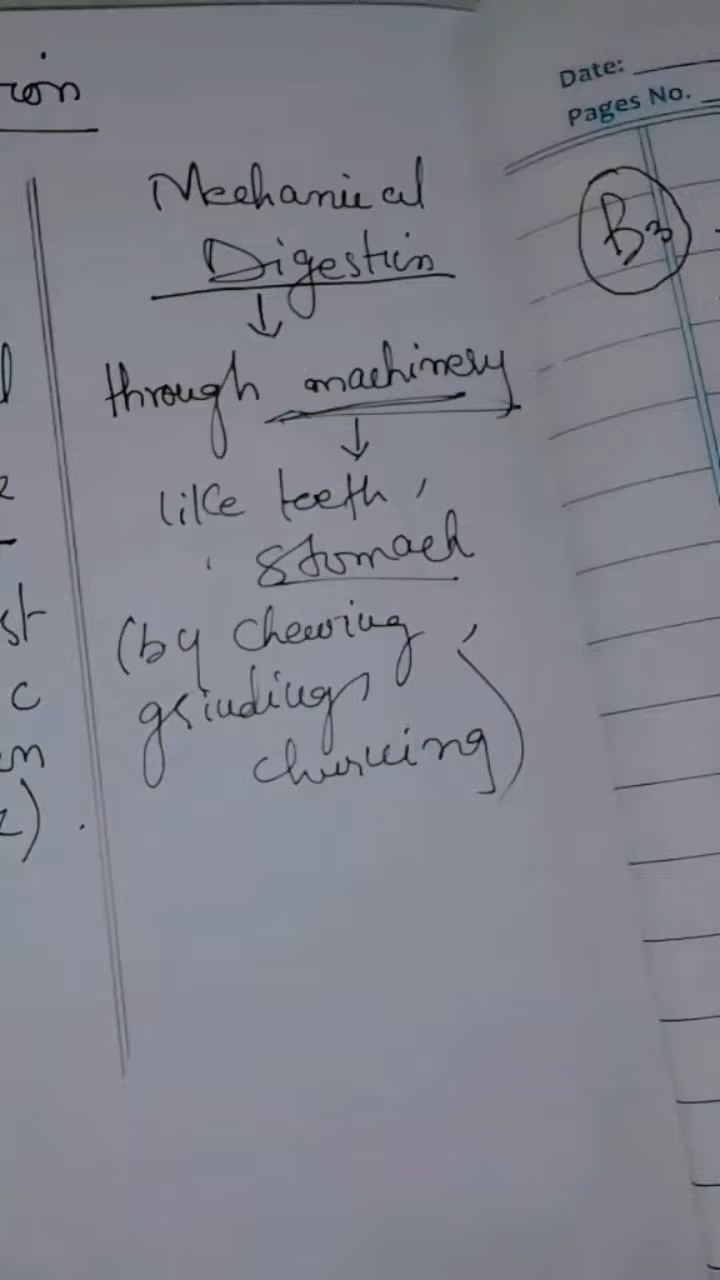 Mechanical
Digestion
↓
through machinery
↓
like teeth,
stomach
(by chewing,
grinding,
churning)
Date:
Pages No.
B3